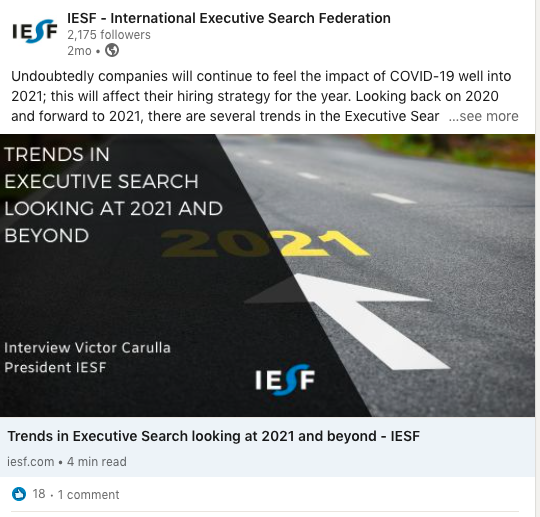 IESF
IESF - International Executive Search Federation
2,175 followers
2mo •
Undoubtedly companies will continue to feel the impact of COVID-19 well into
2021; this will affect their hiring strategy for the year. Looking back on 2020
and forward to 2021, there are several trends in the Executive Sear ...see more
TRENDS IN
EXECUTIVE SEARCH
LOOKING AT 2021 AND
BEYOND
2021
Interview Victor Carulla
President IESF
IESF
Trends in Executive Search looking at 2021 and beyond - IESF
iesf.com • 4 min read
18 · 1 comment